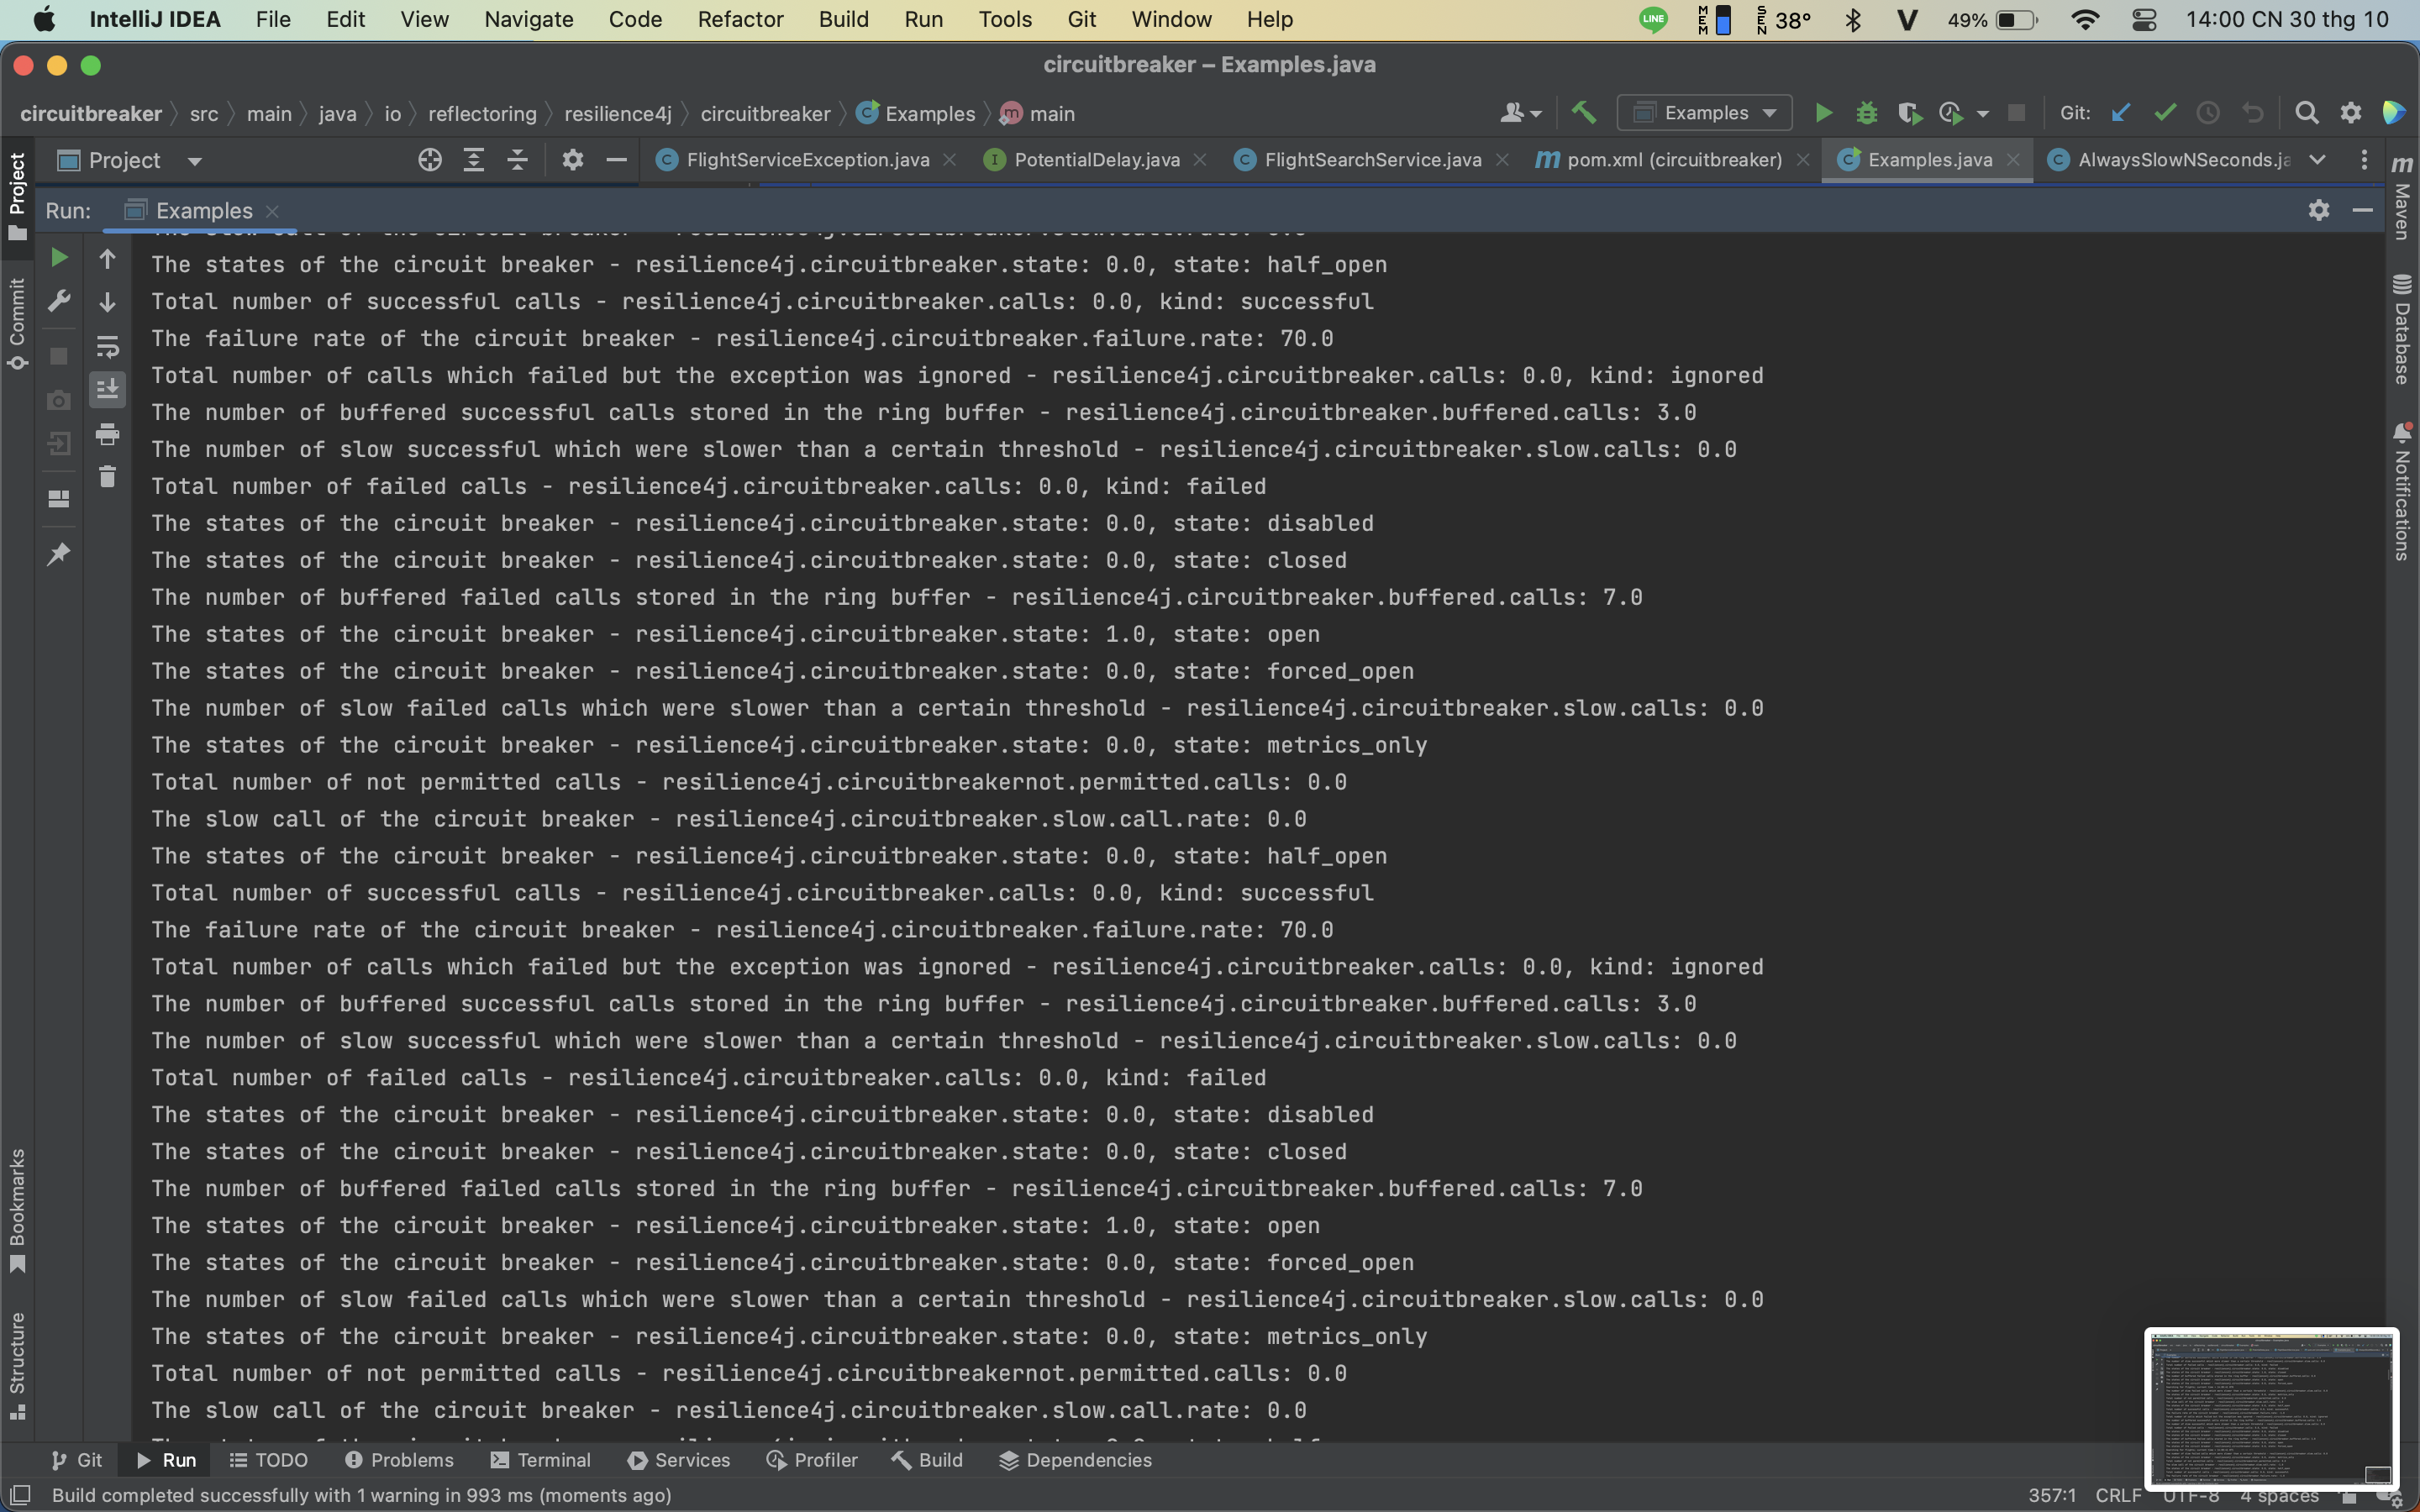 IntelliJ IDEA File Edit View Navigate Code Refactor Build Run Tools Git Window Help LINE MEM SEN 38° V 49% 14:00 CN 30 thg 10
circuitbreaker – Examples.java
circuitbreaker src main java io reflectoring resilience4j circuitbreaker Examples main Examples Git:
Project FlightServiceException.java PotentialDelay.java FlightSearchService.java pom.xml (circuitbreaker) Examples.java AlwaysSlowNSeconds.ja
Run: Examples
The states of the circuit breaker - resilience4j.circuitbreaker.state: 0.0, state: half_open
Total number of successful calls - resilience4j.circuitbreaker.calls: 0.0, kind: successful
The failure rate of the circuit breaker - resilience4j.circuitbreaker.failure.rate: 70.0
Total number of calls which failed but the exception was ignored - resilience4j.circuitbreaker.calls: 0.0, kind: ignored
The number of buffered successful calls stored in the ring buffer - resilience4j.circuitbreaker.buffered.calls: 3.0
The number of slow successful which were slower than a certain threshold - resilience4j.circuitbreaker.slow.calls: 0.0
Total number of failed calls - resilience4j.circuitbreaker.calls: 0.0, kind: failed
The states of the circuit breaker - resilience4j.circuitbreaker.state: 0.0, state: disabled
The states of the circuit breaker - resilience4j.circuitbreaker.state: 0.0, state: closed
The number of buffered failed calls stored in the ring buffer - resilience4j.circuitbreaker.buffered.calls: 7.0
The states of the circuit breaker - resilience4j.circuitbreaker.state: 1.0, state: open
The states of the circuit breaker - resilience4j.circuitbreaker.state: 0.0, state: forced_open
The number of slow failed calls which were slower than a certain threshold - resilience4j.circuitbreaker.slow.calls: 0.0
The states of the circuit breaker - resilience4j.circuitbreaker.state: 0.0, state: metrics_only
Total number of not permitted calls - resilience4j.circuitbreakernot.permitted.calls: 0.0
The slow call of the circuit breaker - resilience4j.circuitbreaker.slow.call.rate: 0.0
The states of the circuit breaker - resilience4j.circuitbreaker.state: 0.0, state: half_open
Total number of successful calls - resilience4j.circuitbreaker.calls: 0.0, kind: successful
The failure rate of the circuit breaker - resilience4j.circuitbreaker.failure.rate: 70.0
Total number of calls which failed but the exception was ignored - resilience4j.circuitbreaker.calls: 0.0, kind: ignored
The number of buffered successful calls stored in the ring buffer - resilience4j.circuitbreaker.buffered.calls: 3.0
The number of slow successful which were slower than a certain threshold - resilience4j.circuitbreaker.slow.calls: 0.0
Total number of failed calls - resilience4j.circuitbreaker.calls: 0.0, kind: failed
The states of the circuit breaker - resilience4j.circuitbreaker.state: 0.0, state: disabled
The states of the circuit breaker - resilience4j.circuitbreaker.state: 0.0, state: closed
The number of buffered failed calls stored in the ring buffer - resilience4j.circuitbreaker.buffered.calls: 7.0
The states of the circuit breaker - resilience4j.circuitbreaker.state: 1.0, state: open
The states of the circuit breaker - resilience4j.circuitbreaker.state: 0.0, state: forced_open
The number of slow failed calls which were slower than a certain threshold - resilience4j.circuitbreaker.slow.calls: 0.0
The states of the circuit breaker - resilience4j.circuitbreaker.state: 0.0, state: metrics_only
Total number of not permitted calls - resilience4j.circuitbreakernot.permitted.calls: 0.0
The slow call of the circuit breaker - resilience4j.circuitbreaker.slow.call.rate: 0.0
Project
Commit
Bookmarks
Structure
Maven
Database
Notifications
Git Run TODO Problems Terminal Services Profiler Build Dependencies
Build completed successfully with 1 warning in 993 ms (moments ago) 357:1 CRLF UTF-8 4 spaces